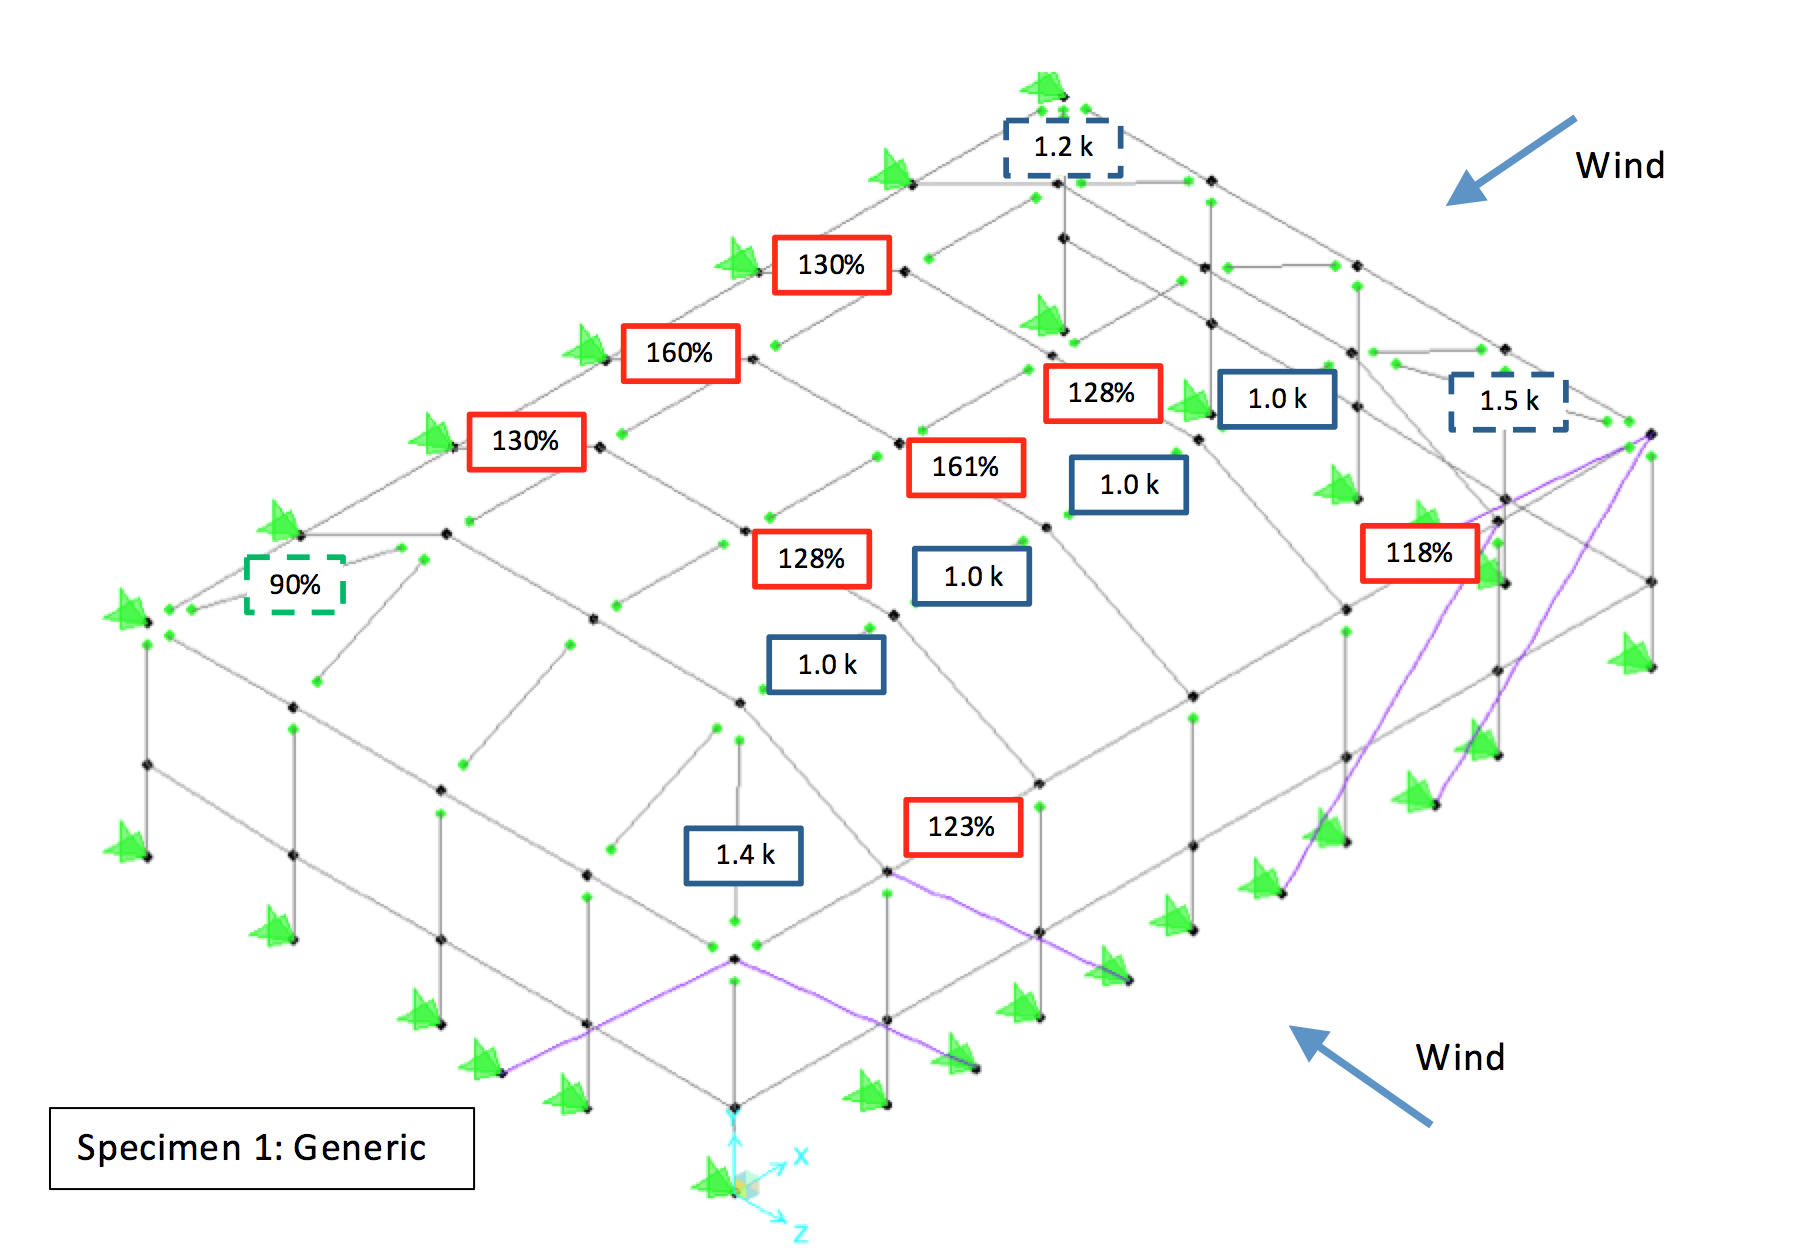 1.2 k
Wind
130%
160%
128%
1.0 k
1.5 k
130%
161%
1.0 k
118%
128%
1.0 k
90%
1.0 k
123%
1.4 k
Wind
Specimen 1: Generic
Y
X
Z